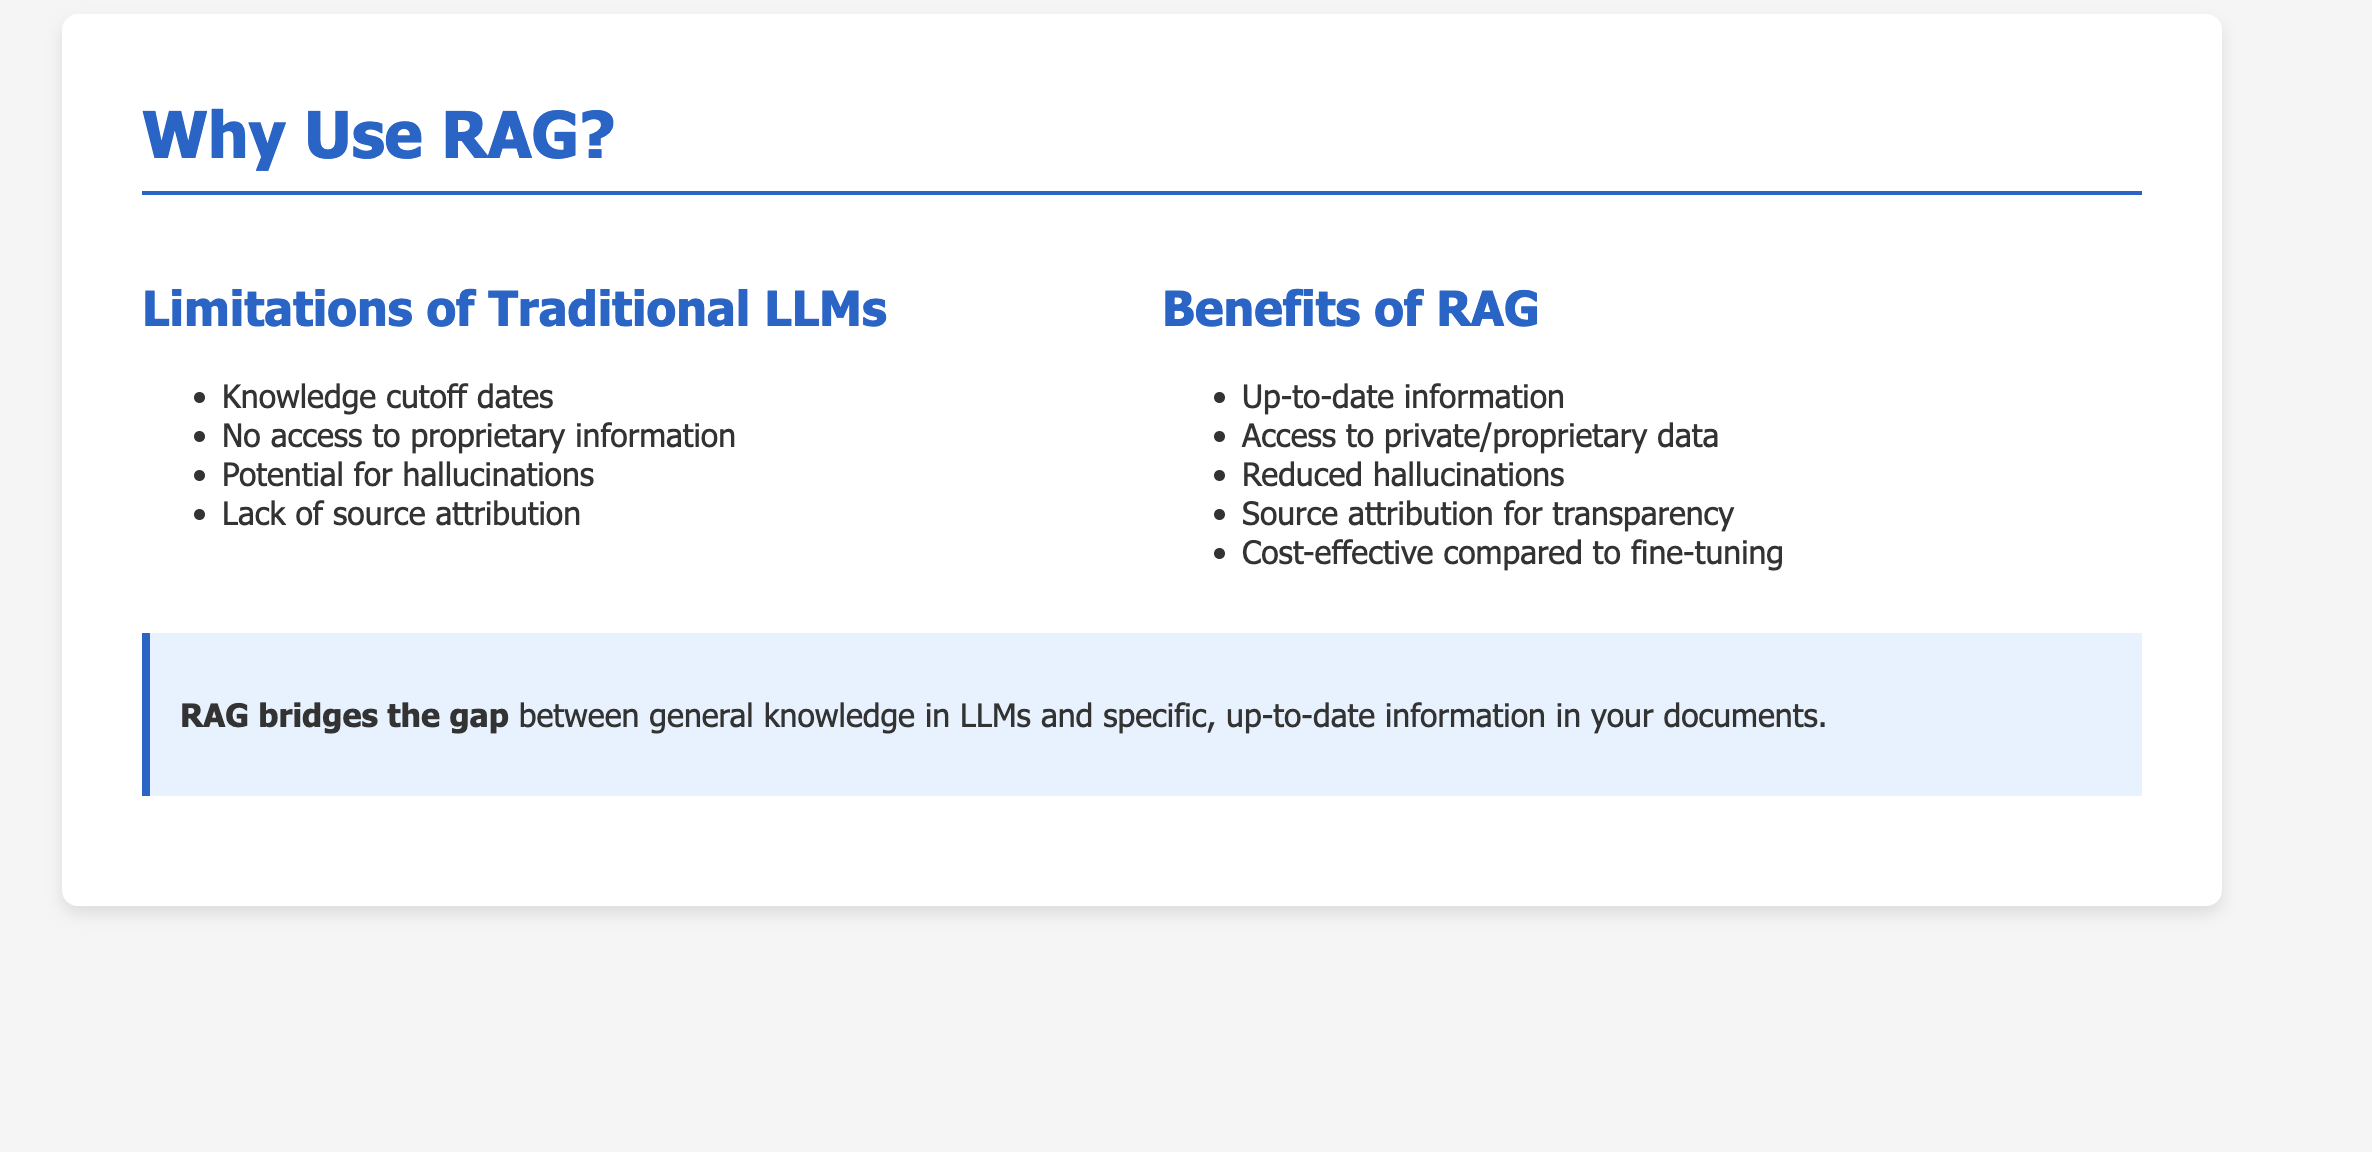 Why Use RAG?
Limitations of Traditional LLMs
Knowledge cutoff dates
No access to proprietary information
Potential for hallucinations
Lack of source attribution
Benefits of RAG
Up-to-date information
Access to private/proprietary data
Reduced hallucinations
Source attribution for transparency
Cost-effective compared to fine-tuning
RAG bridges the gap between general knowledge in LLMs and specific, up-to-date information in your documents.